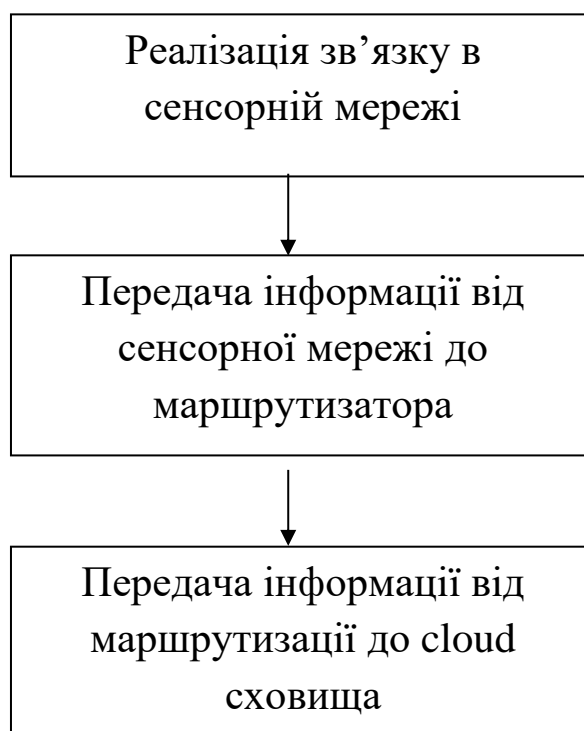 Реалізація зв’язку в
сенсорній мережі
Передача інформації від
сенсорної мережі до
маршрутизатора
Передача інформації від
маршрутизації до cloud
сховища